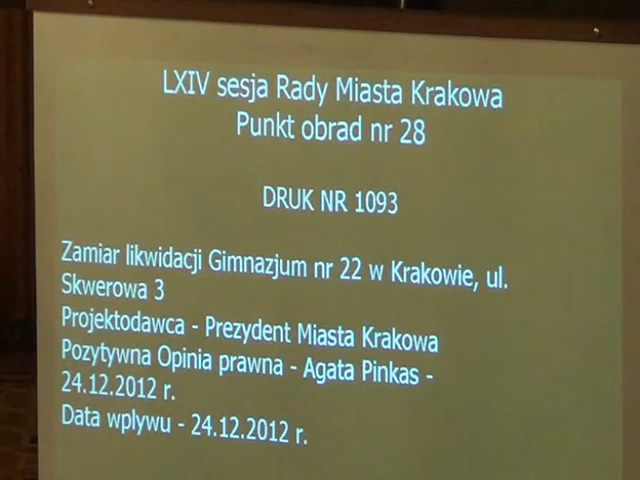 LXIV sesja Rady Miasta Krakowa
Punkt obrad nr 28
DRUK NR 1093
Zamiar likwidacji Gimnazjum nr 22 w Krakowie, ul.
Skwerowa 3
Projektodawca - Prezydent Miasta Krakowa
Pozytywna Opinia prawna - Agata Pinkas -
24.12.2012 r.
Data wpływu - 24.12.2012 r.